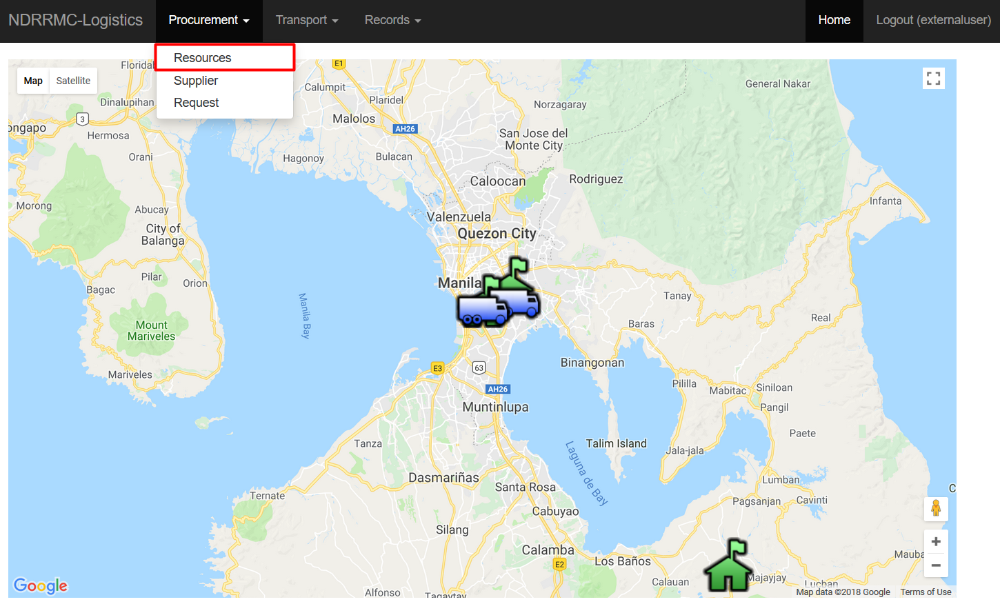 NDRRMC-Logistics Procurement Transport Records Home Logout (externaluser)
Resources
Supplier
Request
Map Satellite
Florida
E1
General Nakar
Calumpit
Plaridel
Dinalupihan
Norzagaray
3
Malolos
ongapo
AH26
Hermosa
San Jose del
Monte City
Orani
Hagonoy
Bulacan
Caloocan
Rodriguez
Morong
Abucay
Infanta
Valenzuela
City of
Balanga
Quezon City
Pilar
Orion
Manila
Bagac
Tanay
Manila Bay
Real
Baras
Mount
Mariveles
Binangonan
E3
63
Mariveles
Pililla
Siniloan
AH26
Mabitac
Muntinlupa
Pangil
Paete
Tanza
Talim Island
Jala-jala
Laguna de Bay
Dasmariñas
Lumban
Santa Rosa
C
Ternate
Pagsanjan
Cavinti
Cabuyao
Silang
Calamba
Mauba
Los Baños
E2
Majayjay
Calauan
Lucban
Google
Alfonso
Tagaytay
Map data ©2018 Google Terms of Use